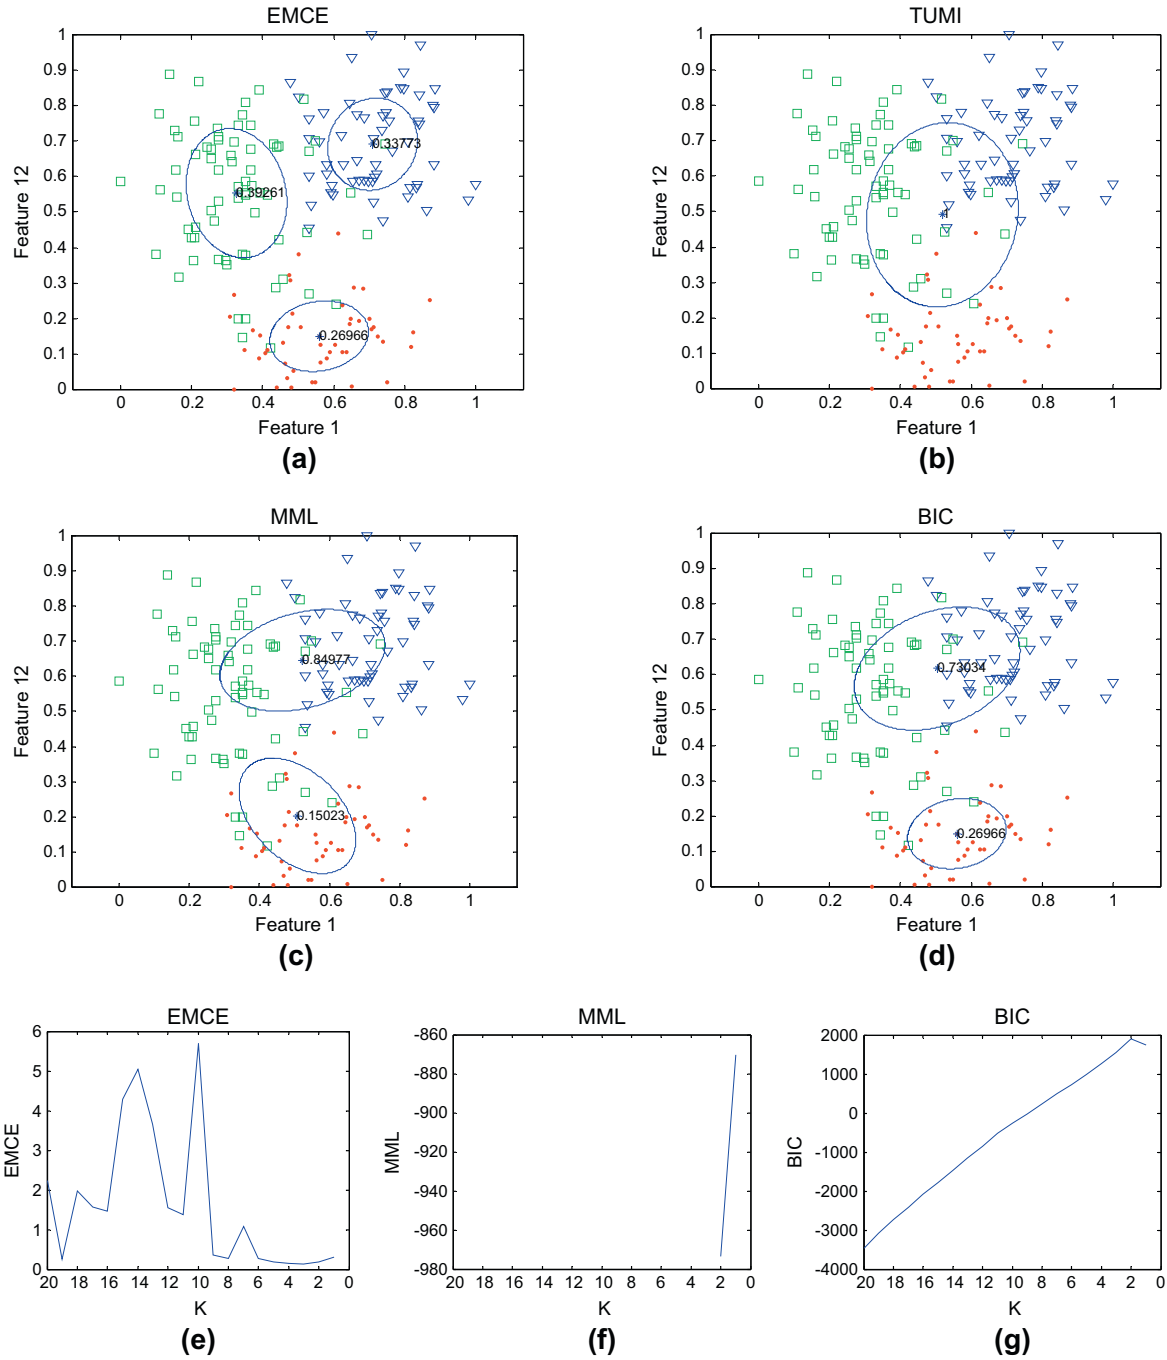 EMCE
1
0.9
0.8
0.7
0.6
0.5
0.4
0.3
0.2
0.1
0
Feature 12
0.33773
0.39261
0.26966
0 0.2 0.4 0.6 0.8 1
Feature 1
(a)
TUMI
1
0.9
0.8
0.7
0.6
0.5
0.4
0.3
0.2
0.1
0
Feature 12
1
0 0.2 0.4 0.6 0.8 1
Feature 1
(b)
MML
1
0.9
0.8
0.7
0.6
0.5
0.4
0.3
0.2
0.1
0
Feature 12
0.84977
0.15023
0 0.2 0.4 0.6 0.8 1
Feature 1
(c)
BIC
1
0.9
0.8
0.7
0.6
0.5
0.4
0.3
0.2
0.1
0
Feature 12
0.73034
0.26966
0 0.2 0.4 0.6 0.8 1
Feature 1
(d)
EMCE
6
5
4
3
2
1
0
EMCE
20 18 16 14 12 10 8 6 4 2 0
K
(e)
MML
-860
-880
-900
-920
-940
-960
-980
MML
20 18 16 14 12 10 8 6 4 2 0
K
(f)
BIC
2000
1000
0
-1000
-2000
-3000
-4000
BIC
20 18 16 14 12 10 8 6 4 2 0
K
(g)